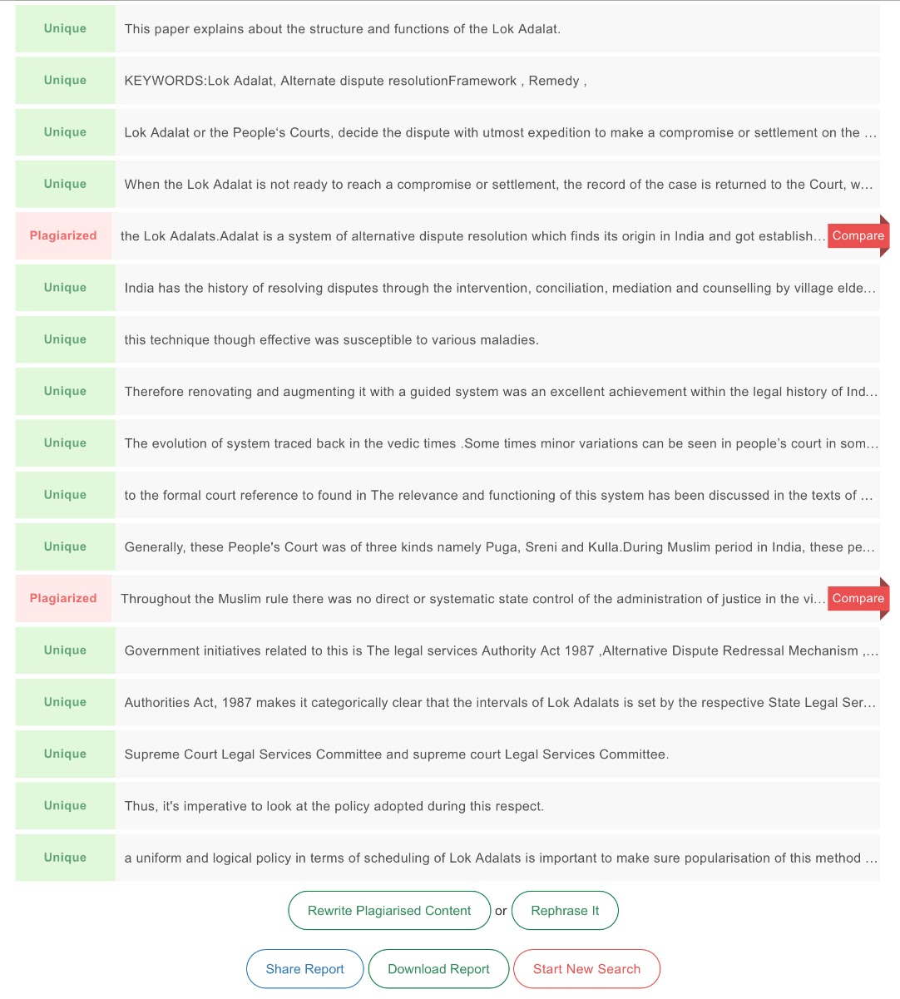 Unique This paper explains about the structure and functions of the Lok Adalat.
Unique KEYWORDS:Lok Adalat, Alternate dispute resolutionFramework , Remedy ,
Unique Lok Adalat or the People‘s Courts, decide the dispute with utmost expedition to make a compromise or settlement on the ...
Unique When the Lok Adalat is not ready to reach a compromise or settlement, the record of the case is returned to the Court, w...
Plagiarized the Lok Adalats.Adalat is a system of alternative dispute resolution which finds its origin in India and got establish... Compare
Unique India has the history of resolving disputes through the intervention, conciliation, mediation and counselling by village elde...
Unique this technique though effective was susceptible to various maladies.
Unique Therefore renovating and augmenting it with a guided system was an excellent achievement within the legal history of Ind...
Unique The evolution of system traced back in the vedic times .Some times minor variations can be seen in people’s court in som...
Unique to the formal court reference to found in The relevance and functioning of this system has been discussed in the texts of ...
Unique Generally, these People's Court was of three kinds namely Puga, Sreni and Kulla.During Muslim period in India, these pe...
Plagiarized Throughout the Muslim rule there was no direct or systematic state control of the administration of justice in the vi... Compare
Unique Government initiatives related to this is The legal services Authority Act 1987 ,Alternative Dispute Redressal Mechanism ,...
Unique Authorities Act, 1987 makes it categorically clear that the intervals of Lok Adalats is set by the respective State Legal Ser...
Unique Supreme Court Legal Services Committee and supreme court Legal Services Committee.
Unique Thus, it's imperative to look at the policy adopted during this respect.
Unique a uniform and logical policy in terms of scheduling of Lok Adalats is important to make sure popularisation of this method ...
Rewrite Plagiarised Content or Rephrase It
Share Report Download Report Start New Search